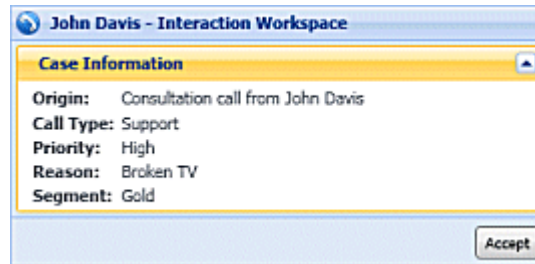 John Davis - Interaction Workspace
Case Information
Origin: Consultation call from John Davis
Call Type: Support
Priority: High
Reason: Broken TV
Segment: Gold
Accept